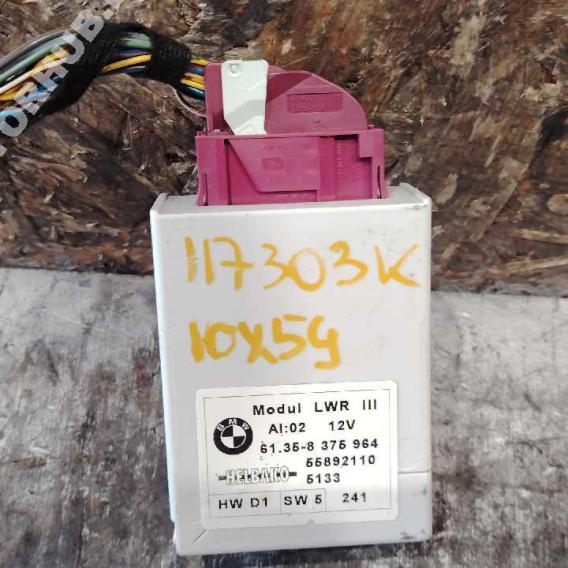 117303K
10X59
BMW
Modul LWR III
AI:02 12V
61.35-8 375 964
55892110
HELBAKO 5133
HW D1 SW 5 241